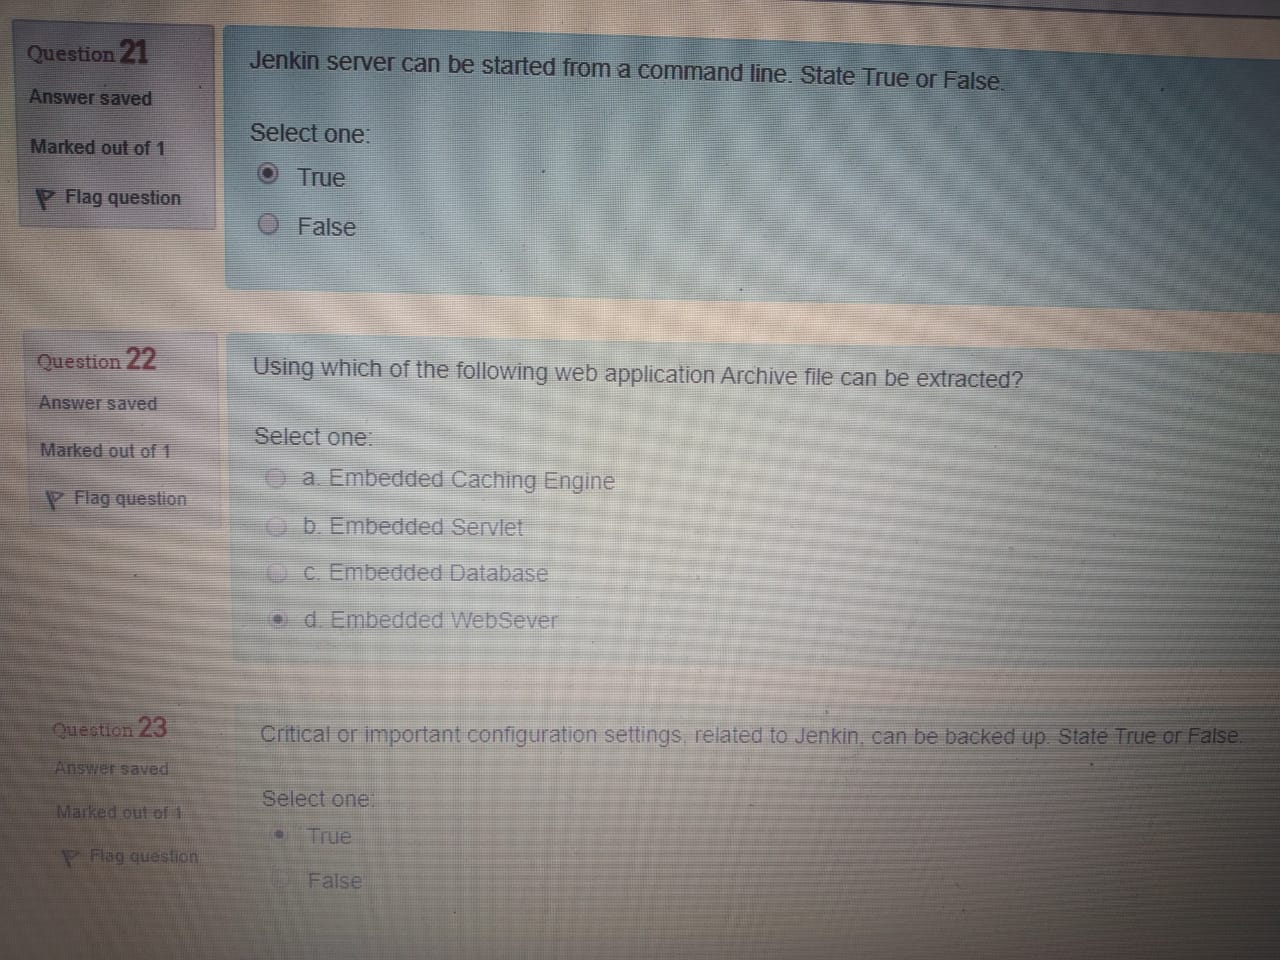 Question 21
Answer saved
Marked out of 1
Flag question
Jenkin server can be started from a command line. State True or False.
Select one:
True
False
Question 22
Answer saved
Marked out of 1
Flag question
Using which of the following web application Archive file can be extracted?
Select one:
a. Embedded Caching Engine
b. Embedded Servlet
c. Embedded Database
d. Embedded WebSever
Question 23
Answer saved
Marked out of 1
Flag question
Critical or important configuration settings, related to Jenkin, can be backed up. State True or False.
Select one:
True
False